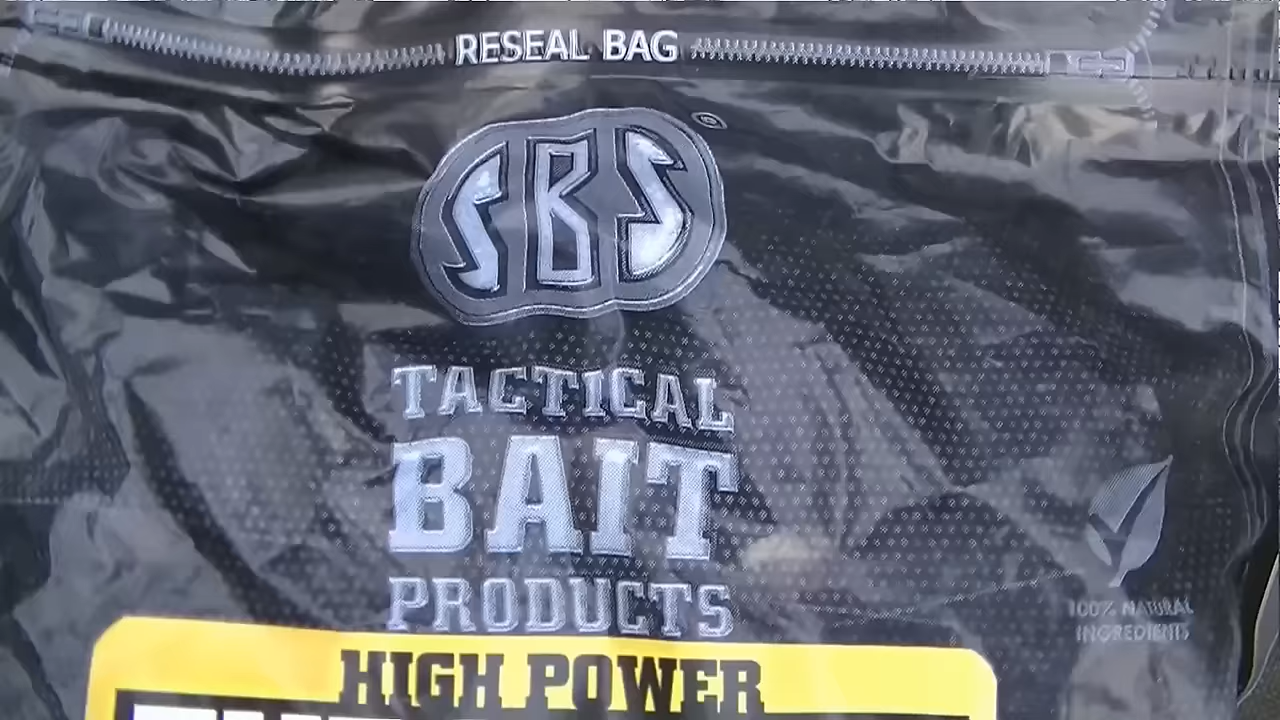 RESEAL BAG
SBS
®
TACTICAL
BAIT
PRODUCTS
100% NATURAL
INGREDIENTS
HIGH POWER